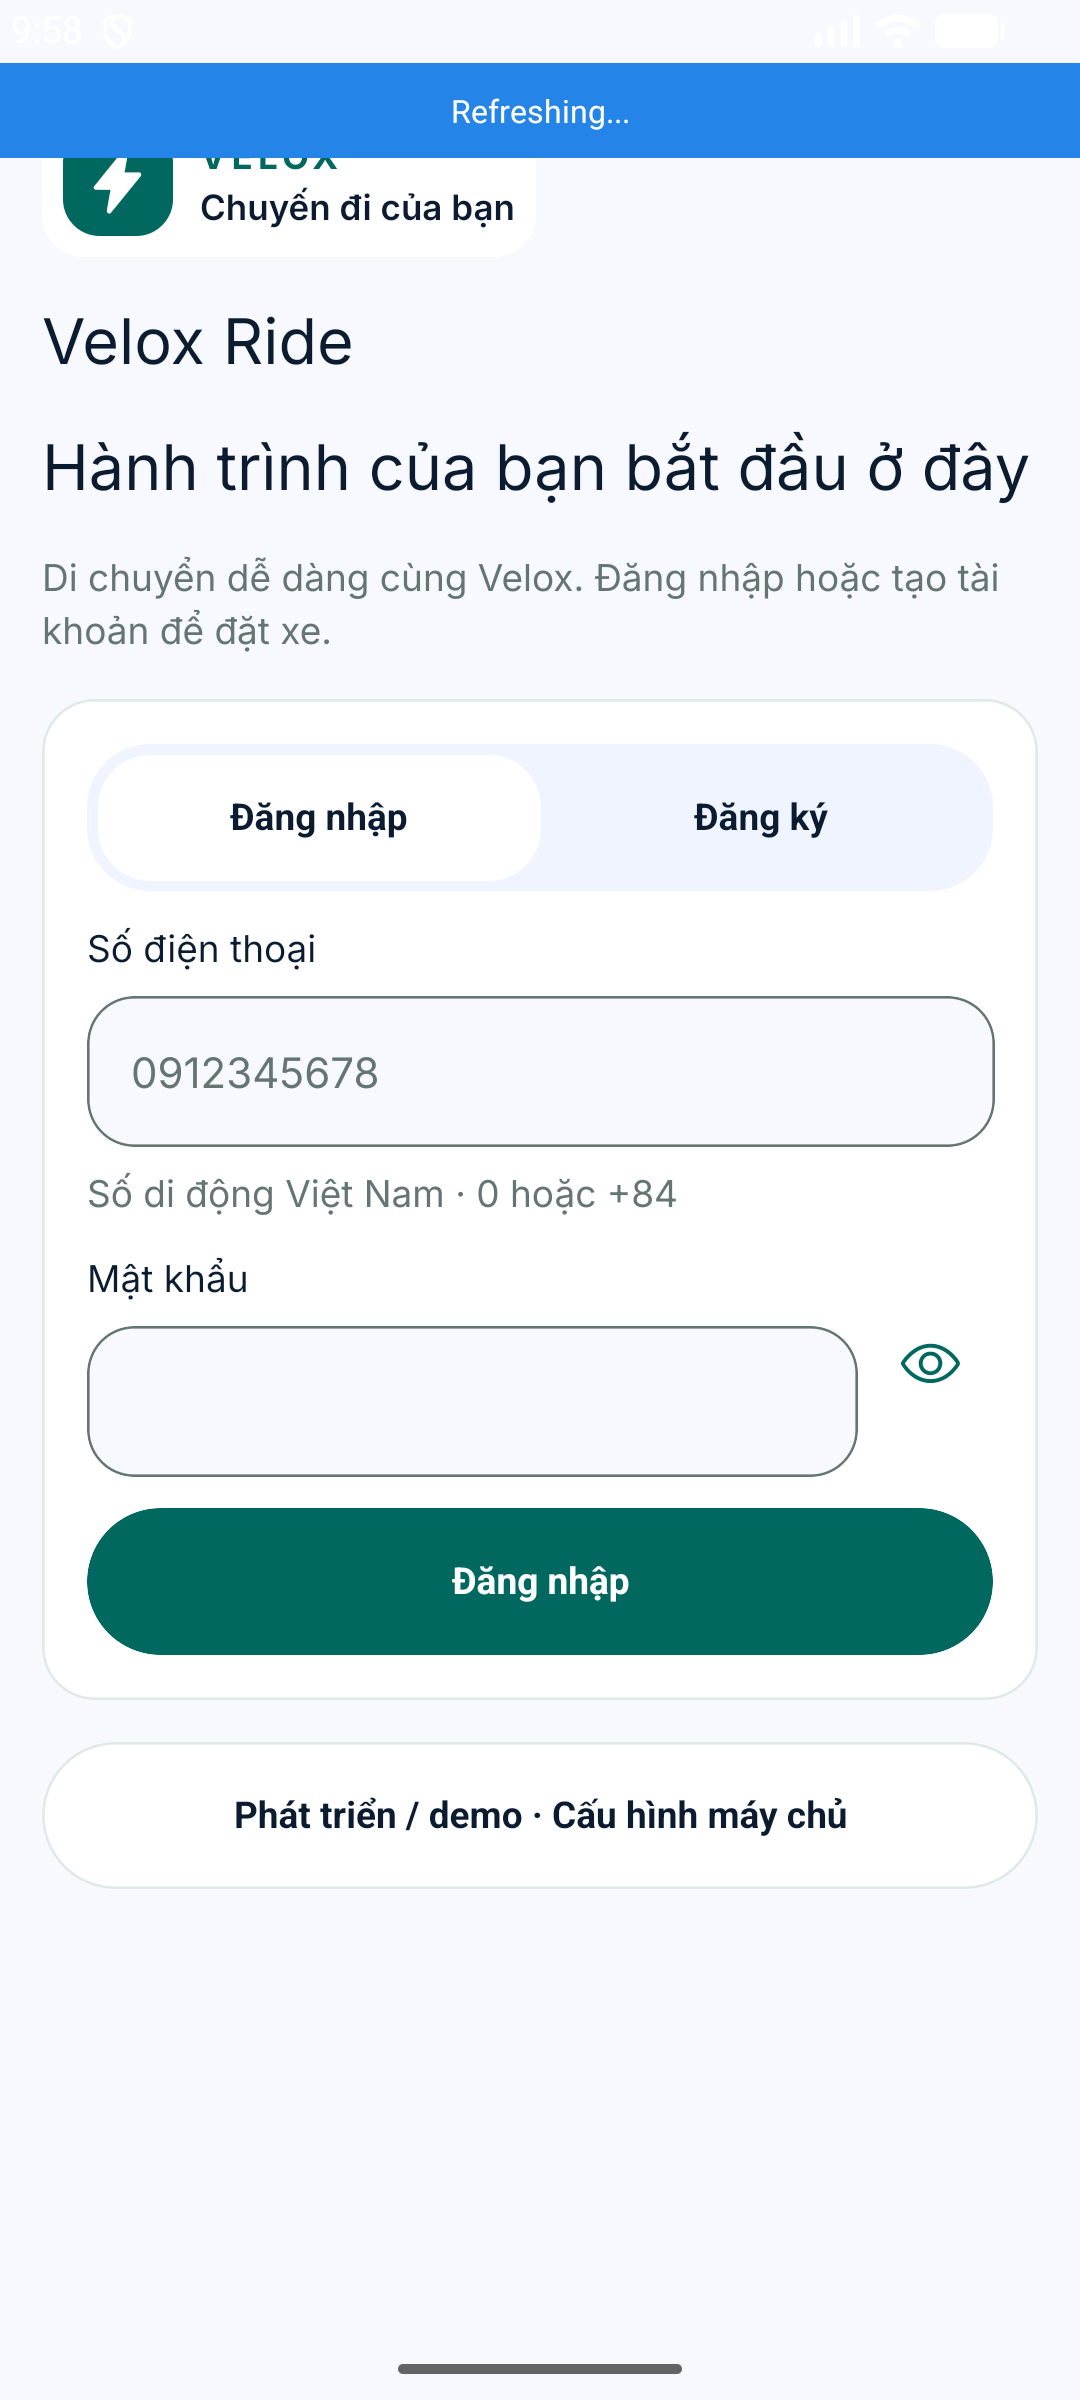 9:58
Refreshing...
VELOX
Chuyến đi của bạn
Velox Ride
Hành trình của bạn bắt đầu ở đây
Di chuyển dễ dàng cùng Velox. Đăng nhập hoặc tạo tài
khoản để đặt xe.
Đăng nhập
Đăng ký
Số điện thoại
0912345678
Số di động Việt Nam · 0 hoặc +84
Mật khẩu
Đăng nhập
Phát triển / demo · Cấu hình máy chủ